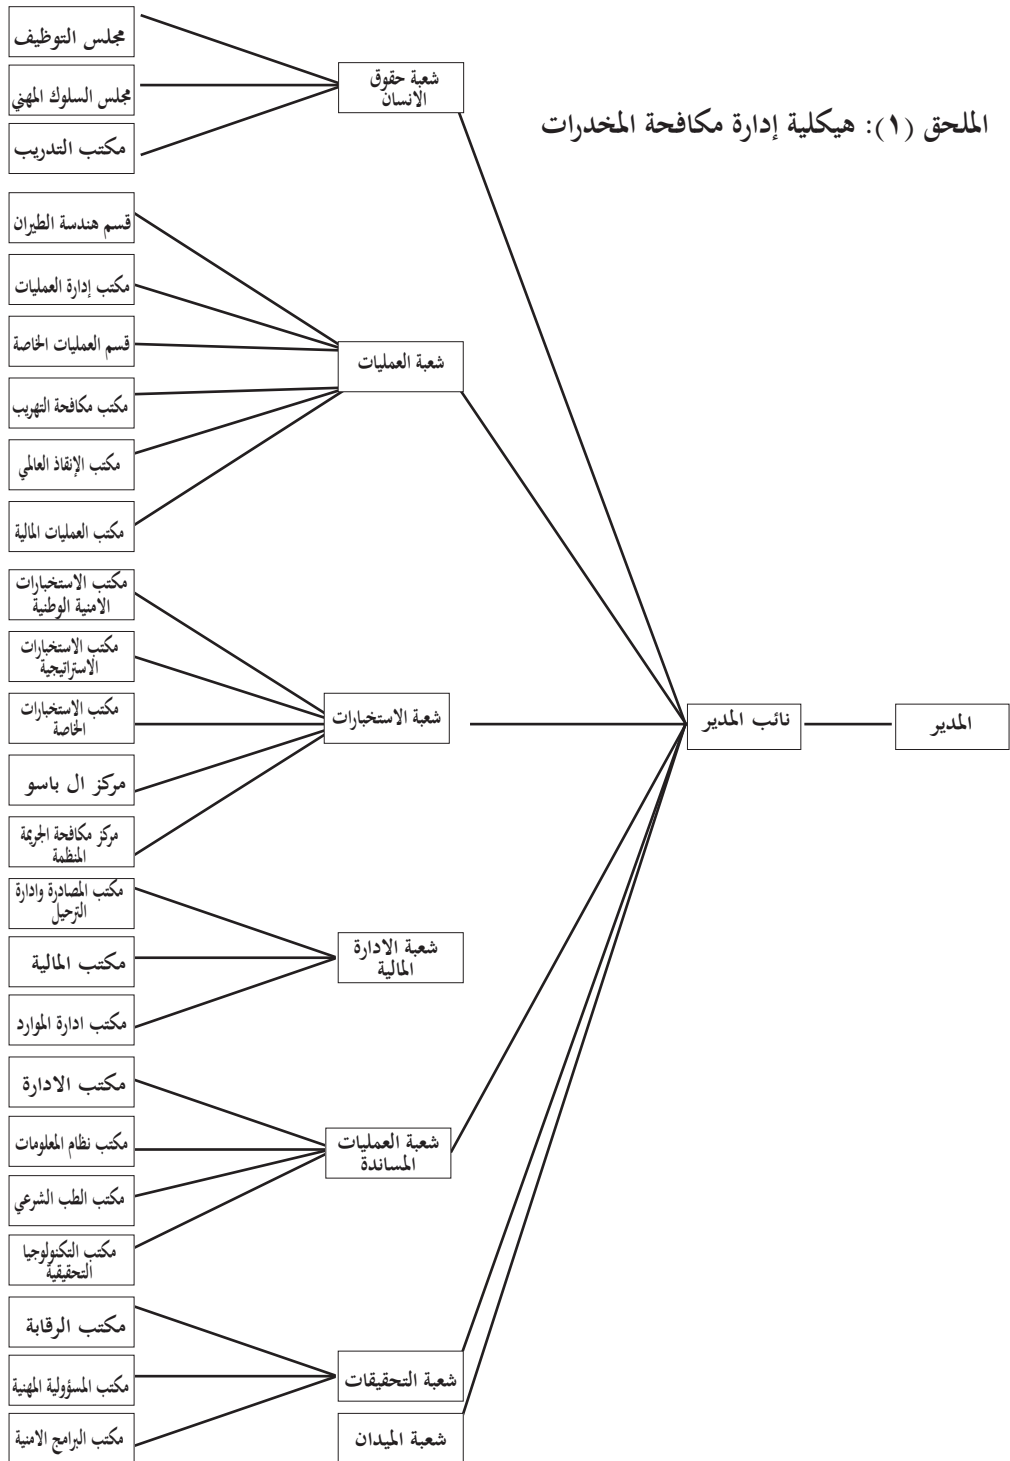 الملحق (١): هيكلية إدارة مكافحة المخدرات
المدير
نائب المدير
شعبة حقوق
الانسان
مجلس التوظيف
مجلس السلوك المهني
مكتب التدريب
شعبة العمليات
قسم هندسة الطيران
مكتب إدارة العمليات
قسم العمليات الخاصة
مكتب مكافحة التهريب
مكتب الإنقاذ العالمي
مكتب العمليات المالية
شعبة الاستخبارات
مكتب الاستخبارات
الامنية الوطنية
مكتب الاستخبارات
الاستراتيجية
مكتب الاستخبارات
الخاصة
مركز ال باسو
مركز مكافحة الجريمة
المنظمة
شعبة الادارة
المالية
مكتب المصادرة وادارة
الترحيل
مكتب المالية
مكتب ادارة الموارد
شعبة العمليات
المساندة
مكتب الادارة
مكتب نظام المعلومات
مكتب الطب الشرعي
مكتب التكنولوجيا
التحقيقية
شعبة التحقيقات
مكتب الرقابة
مكتب المسؤولية المهنية
مكتب البرامج الامنية
شعبة الميدان